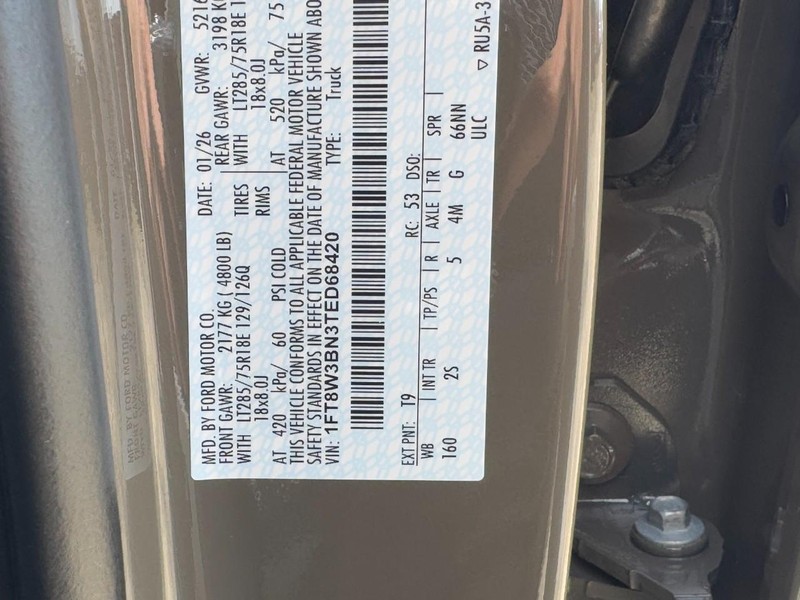 MFD. BY FORD MOTOR CO.
DATE: 01/26 GVWR: 5216
FRONT GAWR: 2177 KG ( 4800 LB)
REAR GAWR: 3198 K
WITH LT285/75R18E 129/126Q TIRES WITH LT285/75R18E 1
18x8.0J RIMS 18x8.0J
AT 420 kPa/ 60 PSI COLD AT 520 kPa/ 75
THIS VEHICLE CONFORMS TO ALL APPLICABLE FEDERAL MOTOR VEHICLE
SAFETY STANDARDS IN EFFECT ON THE DATE OF MANUFACTURE SHOWN ABO
VIN: 1FT8W3BN3TED68420 TYPE: Truck
EXT PNT: T9 RC: 53 DSO:
WB INT TR TP/PS R AXLE TR SPR
160 2S 5 4M G 66NN
ULC
▽ RU5A-3